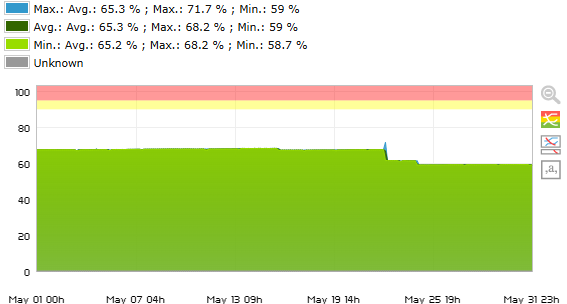 Max.: Avg.: 65.3 % ; Max.: 71.7 % ; Min.: 59 %
Avg.: Avg.: 65.3 % ; Max.: 68.2 % ; Min.: 59 %
Min.: Avg.: 65.2 % ; Max.: 68.2 % ; Min.: 58.7 %
Unknown
100
80
60
40
20
0
,a,
May 01 00h May 07 04h May 13 09h May 19 14h May 25 19h May 31 23h